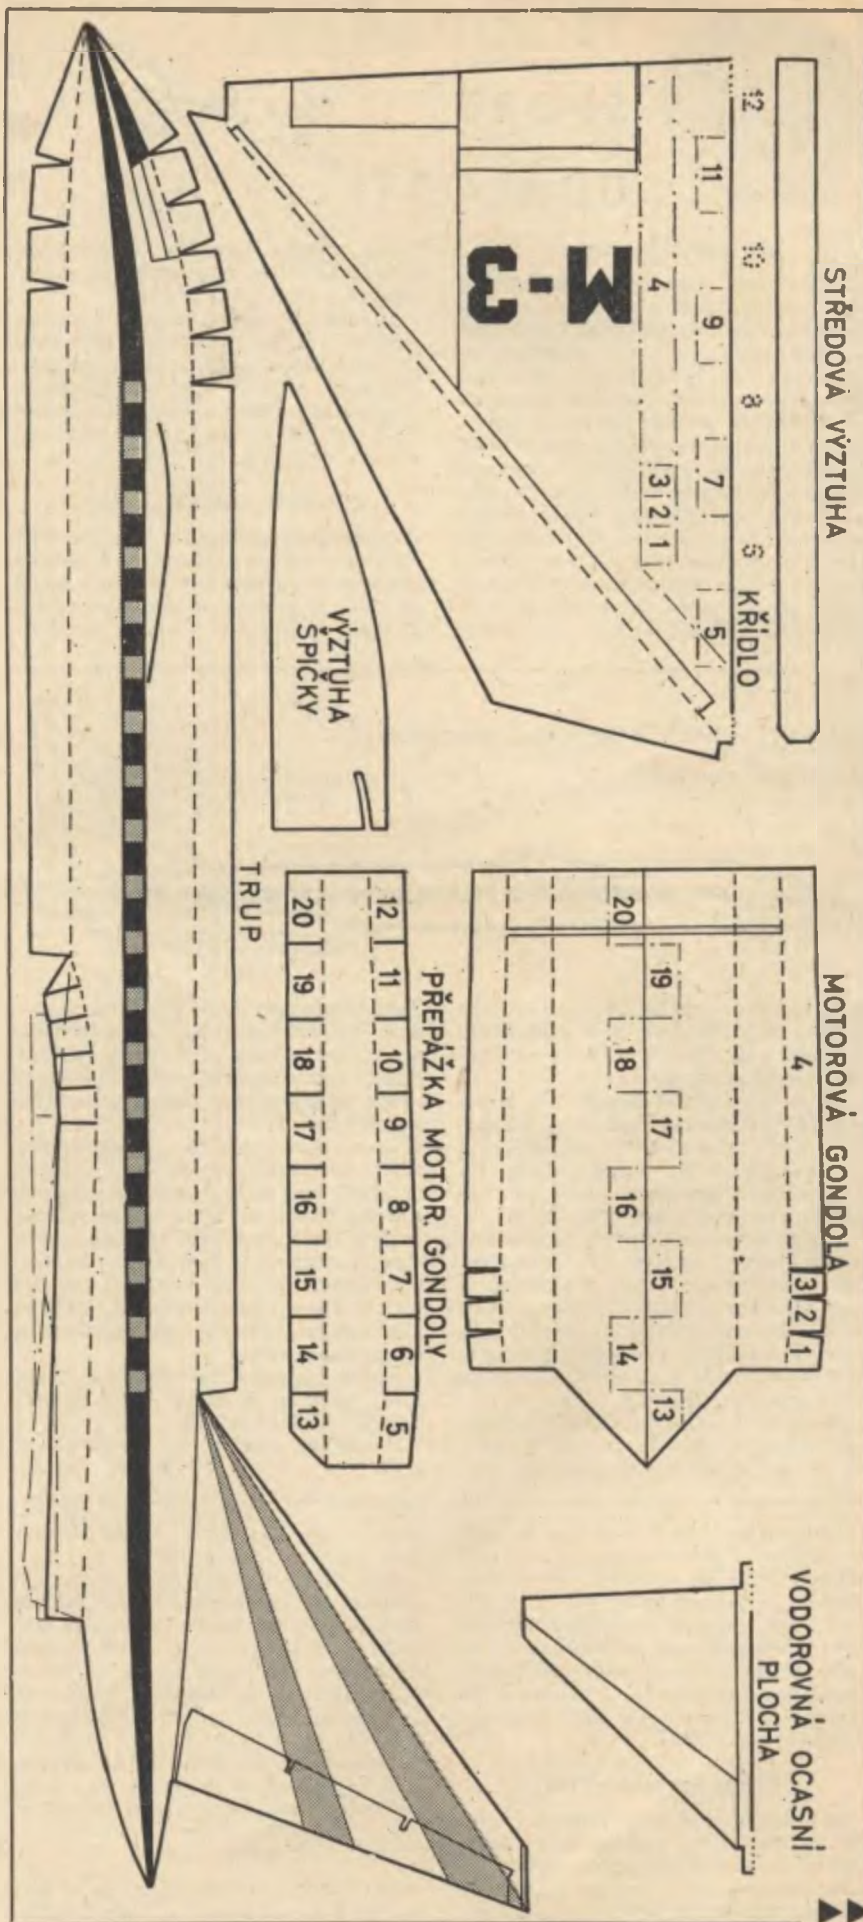 STŘEDOVÁ VÝZTUHA
12 11 10 9 8 7 6 5
KŘÍDLO
4 3 2 1
M-3
VÝZTUHA
ŠPIČKY
TRUP
MOTOROVÁ GONDOLA
4 3 2 1
20 19 18 17 16 15 14 13
PŘEPÁŽKA MOTOR. GONDOLY
12 11 10 9 8 7 6 5
20 19 18 17 16 15 14 13
VODOROVNÁ OCASNÍ
PLOCHA